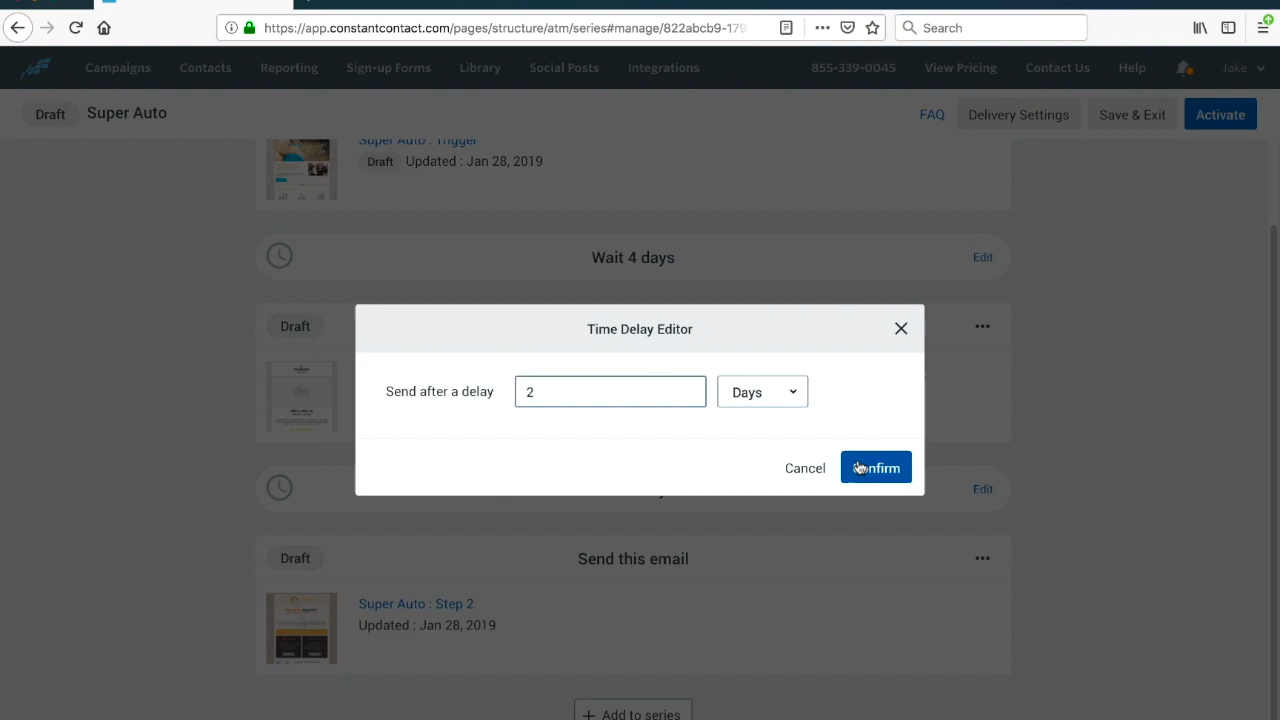 https://app.constantcontact.com/pages/structure/atm/series#manage/822abcb9-179
Search
Campaigns
Contacts
Reporting
Sign-up Forms
Library
Social Posts
Integrations
855-339-0045
View Pricing
Contact Us
Help
Jake
Draft
Super Auto
FAQ
Delivery Settings
Save & Exit
Activate
Super Auto : Trigger
Draft
Updated : Jan 28, 2019
Wait 4 days
Edit
Draft
Time Delay Editor
Send after a delay
2
Days
Cancel
Confirm
Edit
Draft
Send this email
Super Auto : Step 2
Updated : Jan 28, 2019
+ Add to series